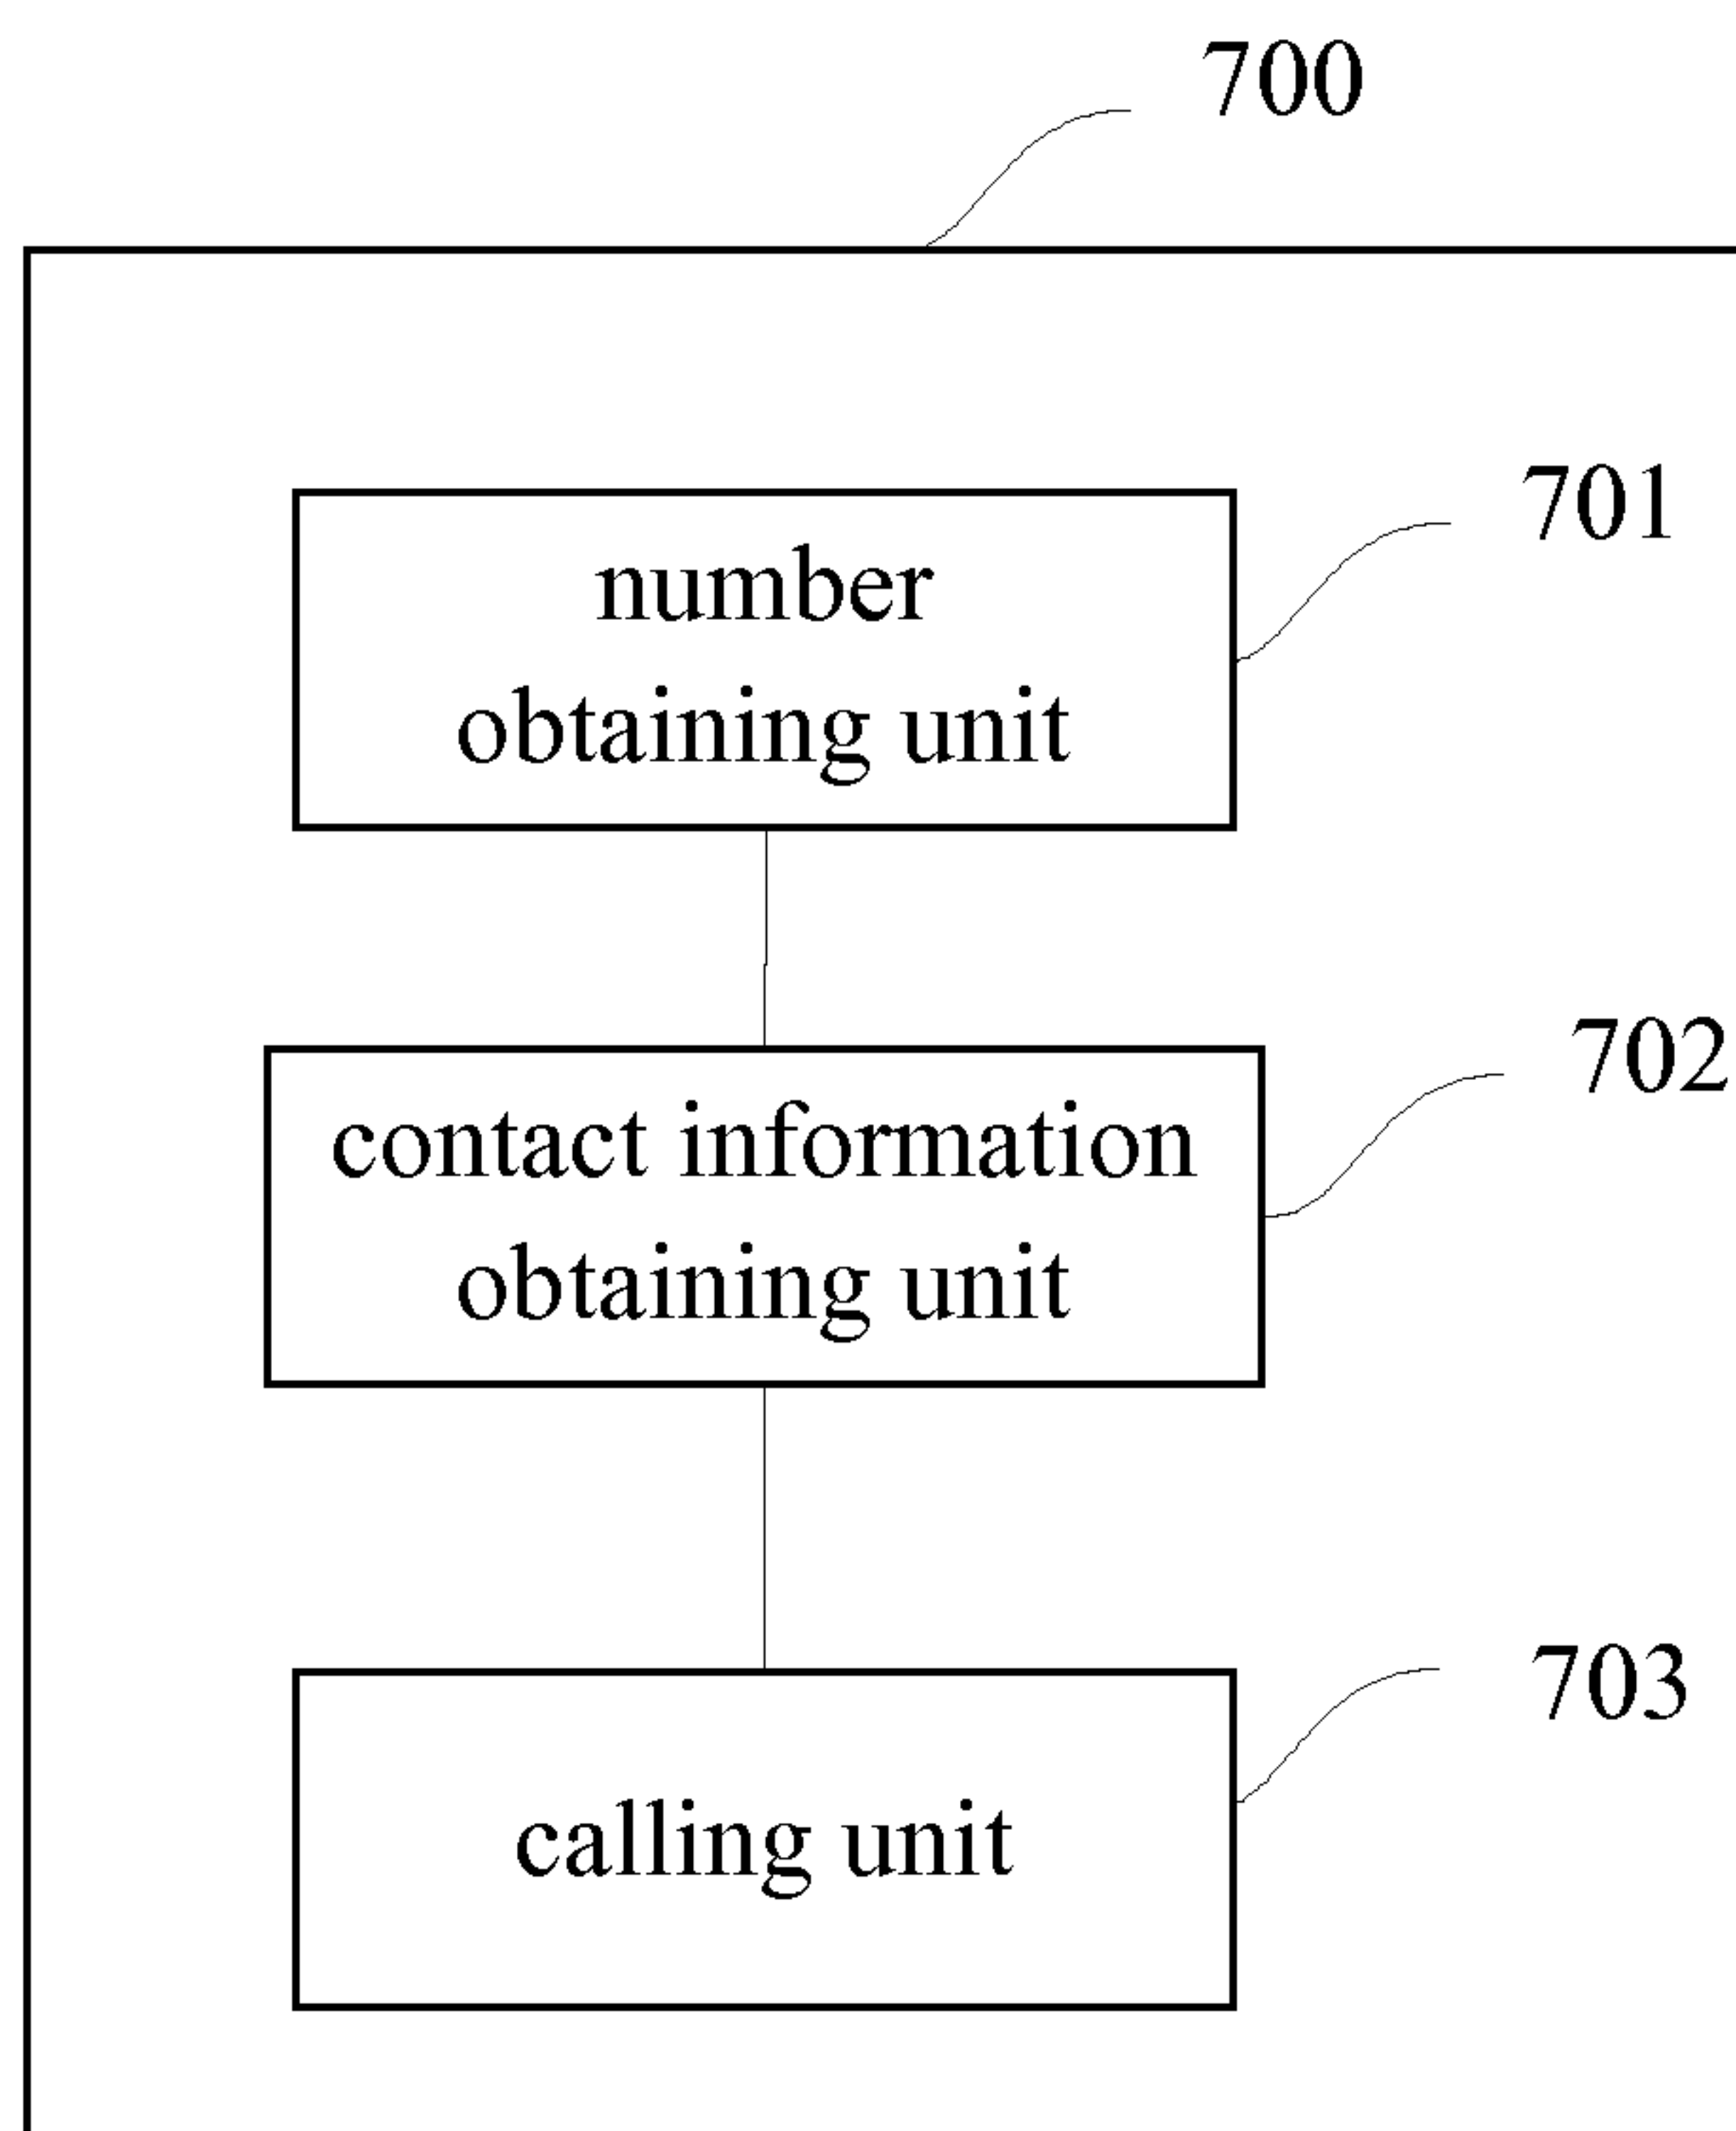 700
701
number
obtaining unit
702
contact information
obtaining unit
703
calling unit